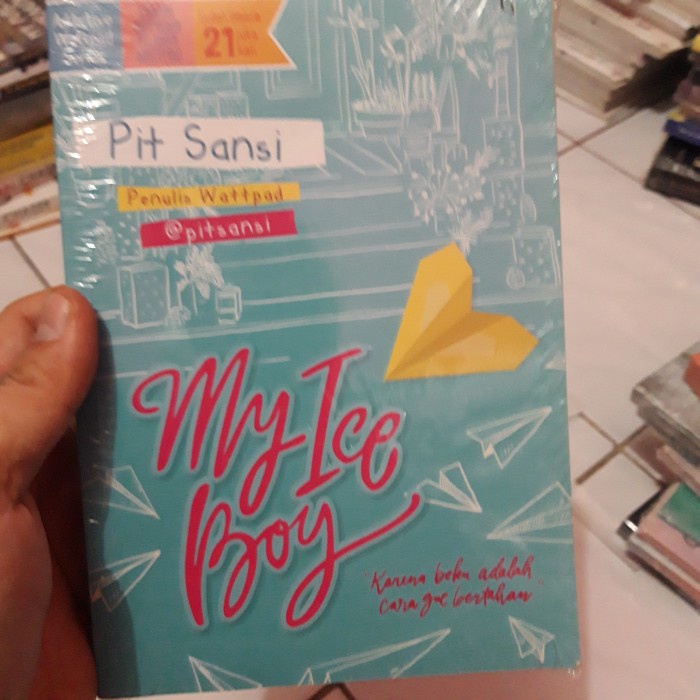 21
Pit Sansi
Penulis Wattpad
@pitsansi
My Ice
Boy
"Karena beku adalah
cara gue bertahan"